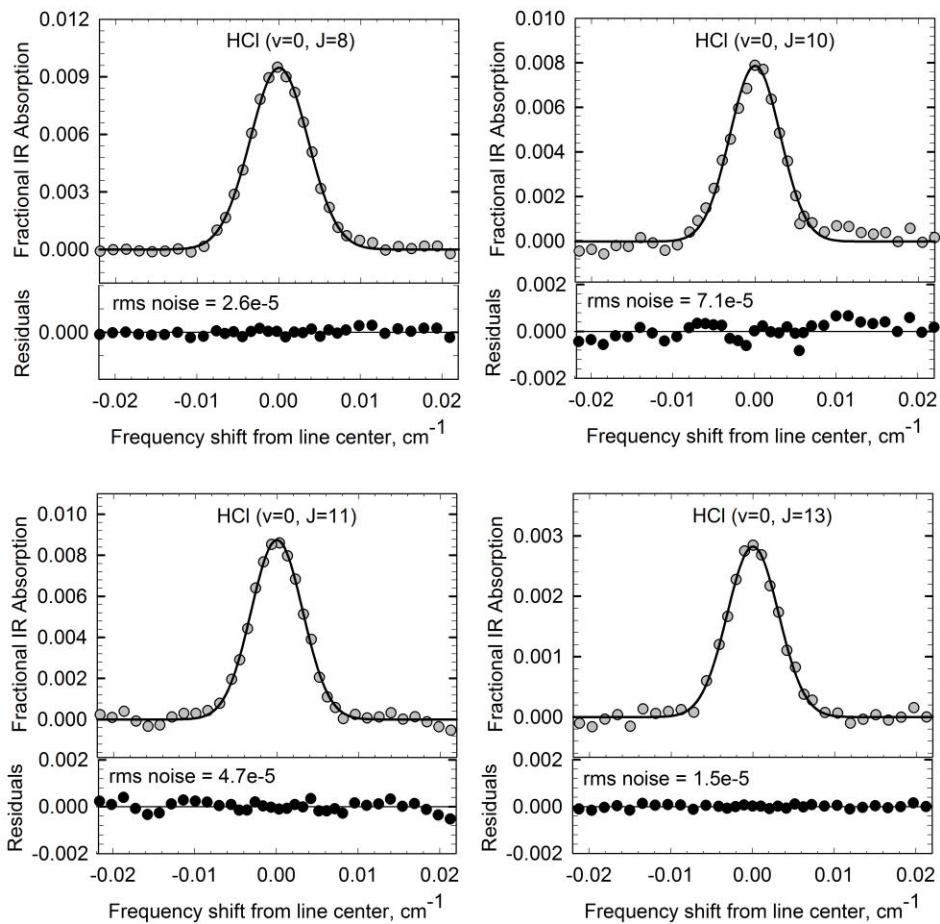 HCl (v=0, J=8)
Fractional IR Absorption
0.012
0.009
0.006
0.003
0.000
rms noise = 2.6e-5
Residuals
0.000
-0.02 -0.01 0.00 0.01 0.02
Frequency shift from line center, cm-1
HCl (v=0, J=10)
Fractional IR Absorption
0.010
0.008
0.006
0.004
0.002
0.000
rms noise = 7.1e-5
Residuals
0.002
0.000
-0.002
-0.02 -0.01 0.00 0.01 0.02
Frequency shift from line center, cm-1
HCl (v=0, J=11)
Fractional IR Absorption
0.010
0.008
0.006
0.004
0.002
0.000
rms noise = 4.7e-5
Residuals
0.002
0.000
-0.002
-0.02 -0.01 0.00 0.01 0.02
Frequency shift from line center, cm-1
HCl (v=0, J=13)
Fractional IR Absorption
0.003
0.002
0.001
0.000
rms noise = 1.5e-5
Residuals
0.002
0.000
-0.002
-0.02 -0.01 0.00 0.01 0.02
Frequency shift from line center, cm-1